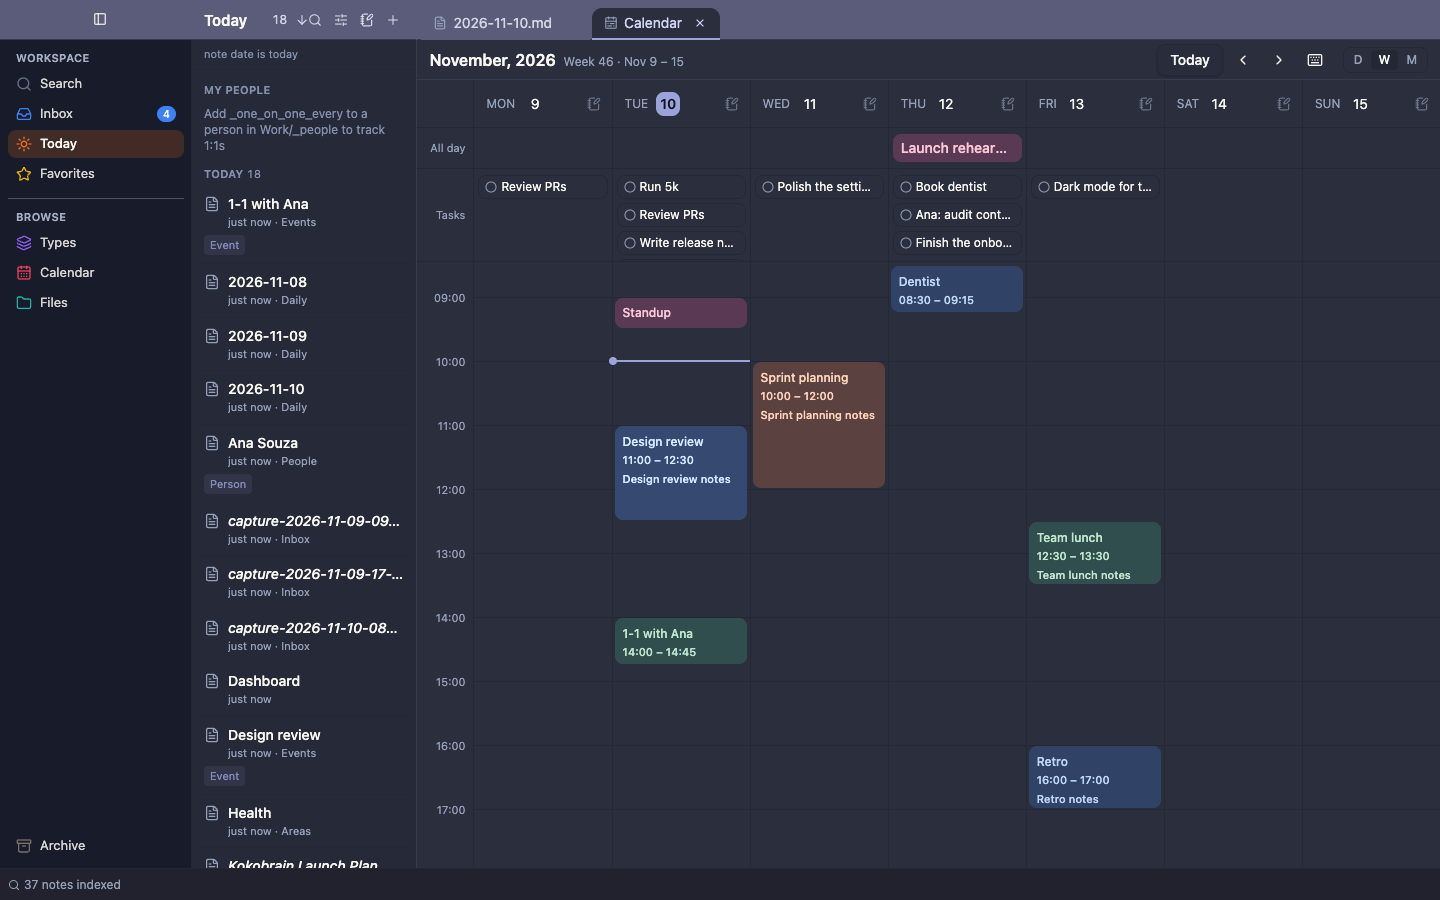 WORKSPACE
Search
Inbox 4
Today
Favorites
BROWSE
Types
Calendar
Files
Archive
37 notes indexed
Today 18
note date is today
MY PEOPLE
Add _one_on_one_every to a
person in Work/_people to track
1:1s
TODAY 18
1-1 with Ana
just now · Events
Event
2026-11-08
just now · Daily
2026-11-09
just now · Daily
2026-11-10
just now · Daily
Ana Souza
just now · People
Person
capture-2026-11-09-09...
just now · Inbox
capture-2026-11-09-17-...
just now · Inbox
capture-2026-11-10-08...
just now · Inbox
Dashboard
just now
Design review
just now · Events
Event
Health
just now · Areas
Kokobrain Launch Plan
2026-11-10.md
Calendar
November, 2026 Week 46 · Nov 9 – 15
Today
D W M
MON 9
TUE 10
WED 11
THU 12
FRI 13
SAT 14
SUN 15
All day
Launch rehear...
Tasks
Review PRs
Run 5k
Review PRs
Write release n...
Polish the setti...
Book dentist
Ana: audit cont...
Finish the onbo...
Dark mode for t...
09:00
10:00
11:00
12:00
13:00
14:00
15:00
16:00
17:00
Standup
Design review
11:00 – 12:30
Design review notes
1-1 with Ana
14:00 – 14:45
Sprint planning
10:00 – 12:00
Sprint planning notes
Dentist
08:30 – 09:15
Team lunch
12:30 – 13:30
Team lunch notes
Retro
16:00 – 17:00
Retro notes